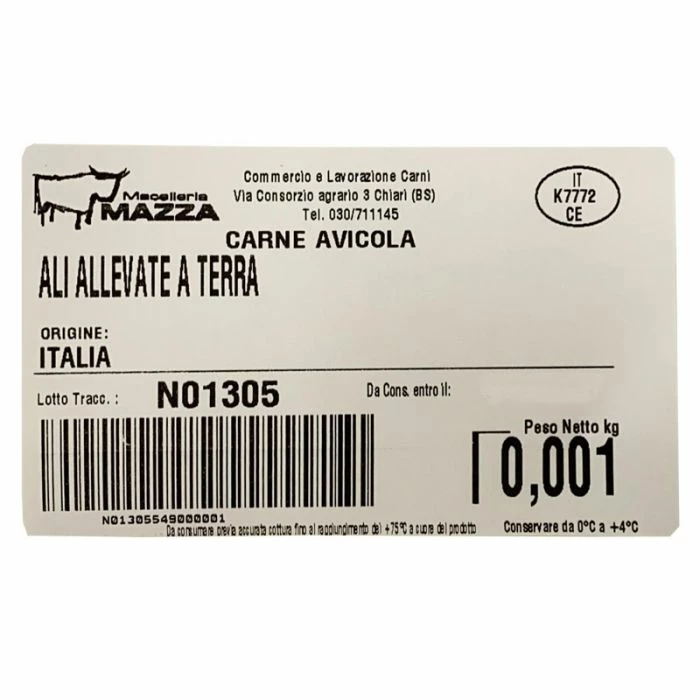 Macelleria
MAZZA
Commercio e Lavorazione Carni
Via Consorzio agrario 3 Chiari (BS)
Tel. 030/711145
IT
K7772
CE
CARNE AVICOLA
ALI ALLEVATE A TERRA
ORIGINE:
ITALIA
Lotto Tracc. : N01305
Da Cons. entro il:
Peso Netto kg
0,001
N01305549000001
Da consumare previa accurata cottura fino al raggiungimento dei +75°C a cuore del prodotto
Conservare da 0°C a +4°C